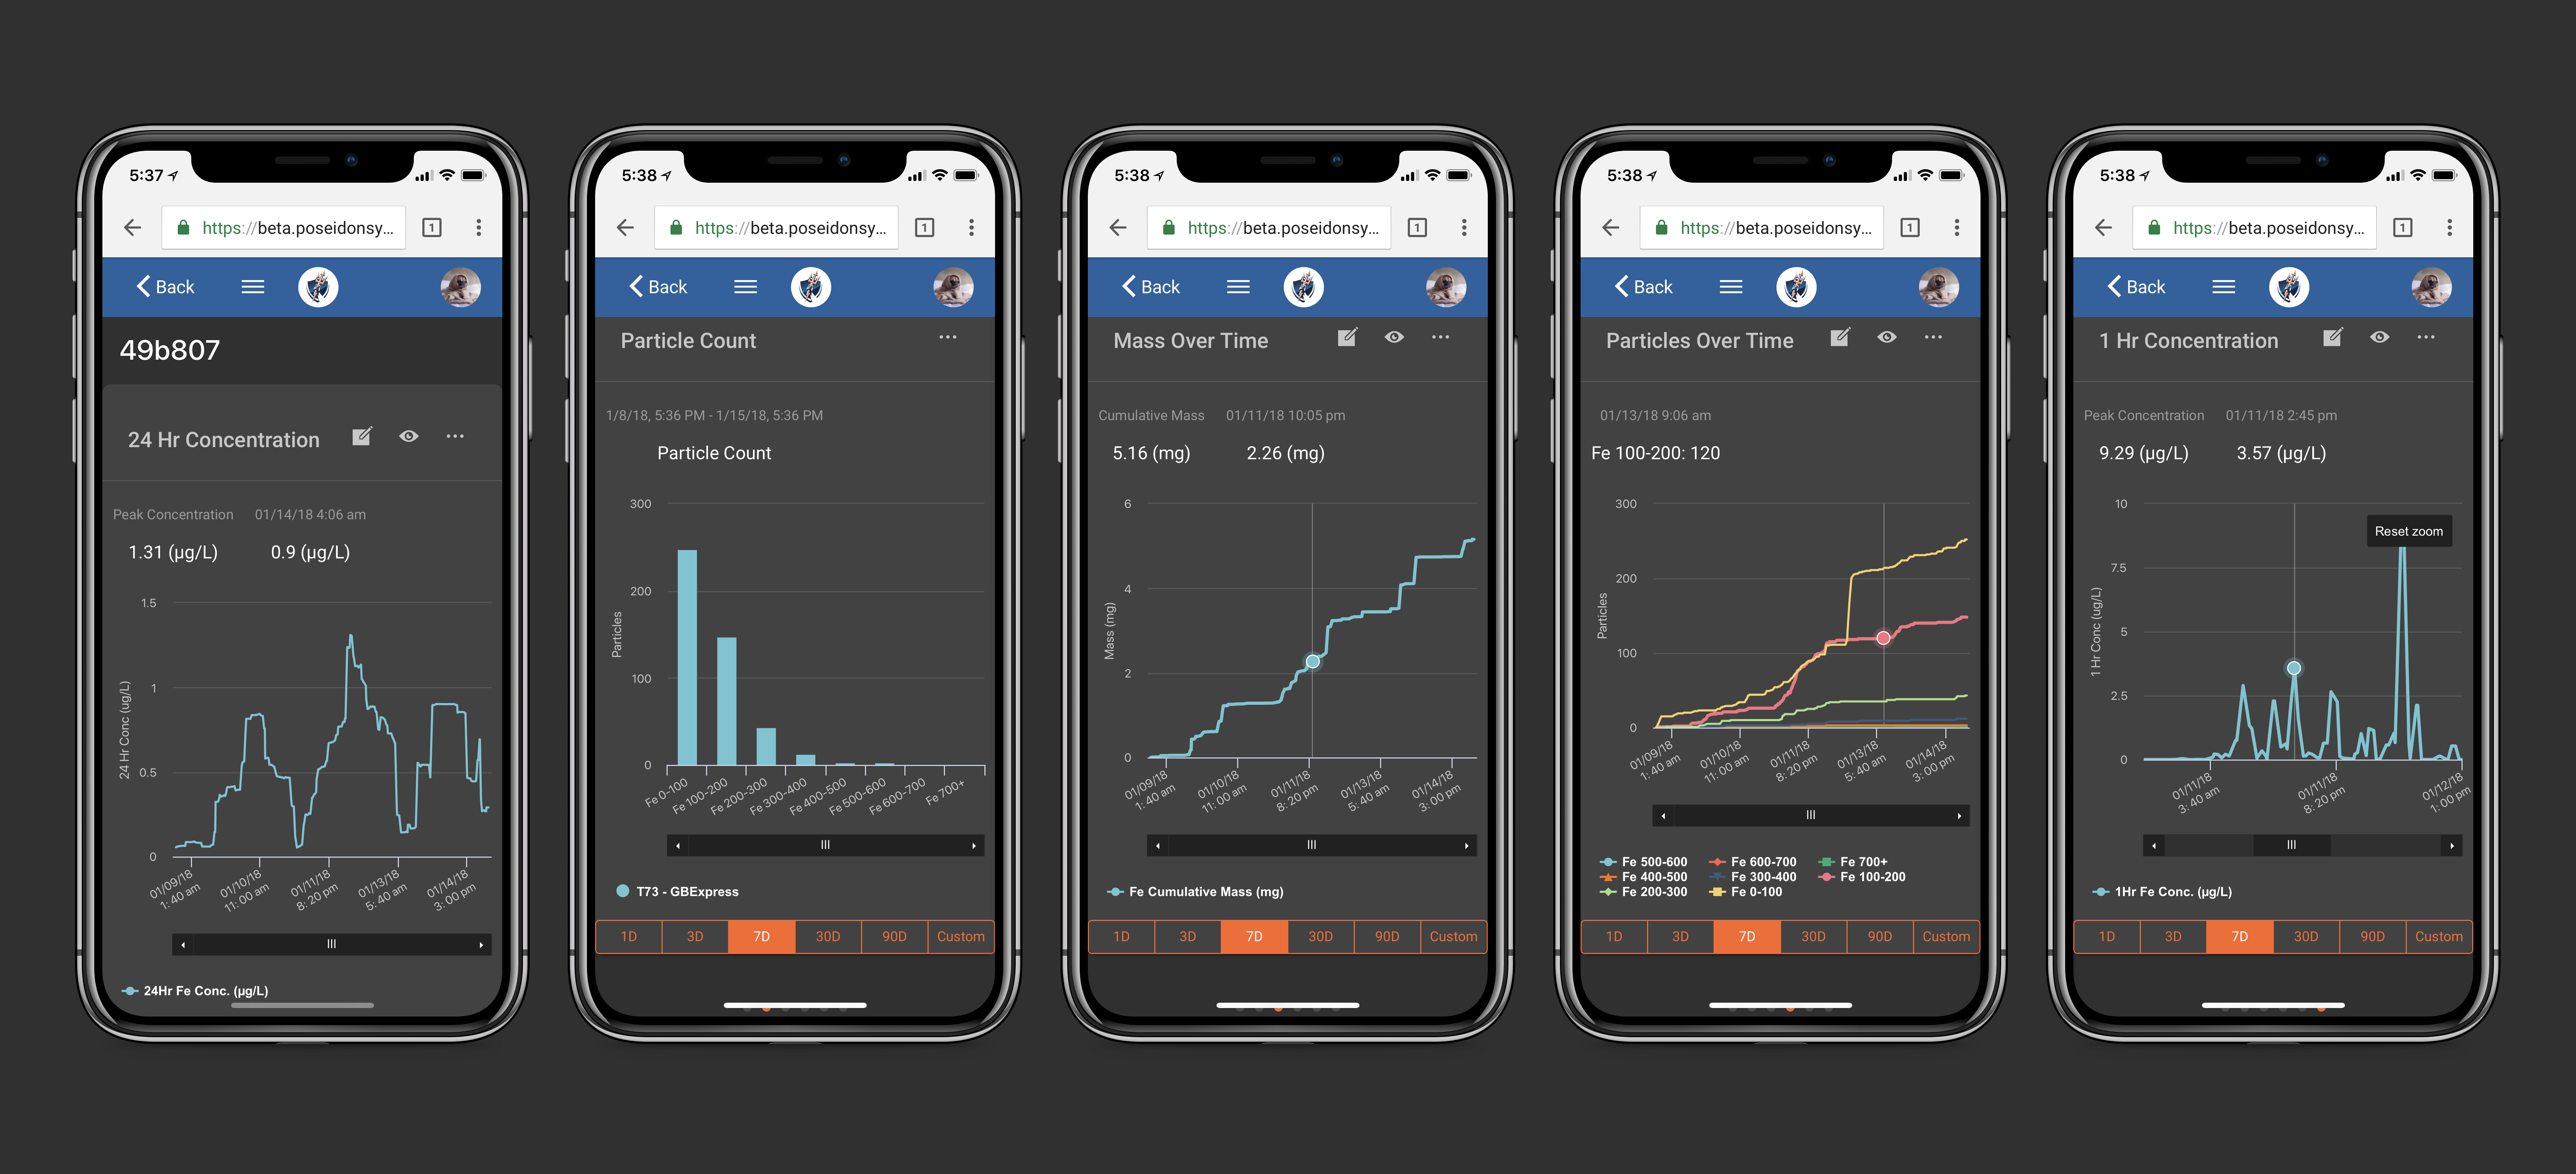 5:37
1
https://beta.poseidonsy...
Back
49b807
24 Hr Concentration
Peak Concentration 01/14/18 4:06 am
1.31 (µg/L) 0.9 (µg/L)
24 Hr Conc (ug/L)
1.5
1
0.5
0
01/09/18 1:40 am
01/10/18 11:00 am
01/11/18 8:20 pm
01/13/18 5:40 am
01/14/18 3:00 pm
24Hr Fe Conc. (µg/L)
5:38
https://beta.poseidonsy...
1
Back
Particle Count
1/8/18, 5:36 PM - 1/15/18, 5:36 PM
Particle Count
Particles
300
200
100
0
Fe 0-100
Fe 100-200
Fe 200-300
Fe 300-400
Fe 400-500
Fe 500-600
Fe 600-700
Fe 700+
T73 - GBExpress
1D 3D 7D 30D 90D Custom
5:38
https://beta.poseidonsy...
1
Back
Mass Over Time
Cumulative Mass 01/11/18 10:05 pm
5.16 (mg) 2.26 (mg)
Mass (mg)
6
4
2
0
01/09/18 1:40 am
01/10/18 11:00 am
01/11/18 8:20 pm
01/13/18 5:40 am
01/14/18 3:00 pm
Fe Cumulative Mass (mg)
1D 3D 7D 30D 90D Custom
5:38
https://beta.poseidonsy...
1
Back
Particles Over Time
01/13/18 9:06 am
Fe 100-200: 120
Particles
300
200
100
0
01/09/18 1:40 am
01/10/18 11:00 am
01/11/18 8:20 pm
01/13/18 5:40 am
01/14/18 3:00 pm
Fe 500-600 Fe 600-700 Fe 700+
Fe 400-500 Fe 300-400 Fe 100-200
Fe 200-300 Fe 0-100
1D 3D 7D 30D 90D Custom
5:38
https://beta.poseidonsy...
1
Back
1 Hr Concentration
Peak Concentration 01/11/18 2:45 pm
9.29 (µg/L) 3.57 (µg/L)
1 Hr Conc (ug/L)
10
Reset zoom
7.5
5
2.5
0
01/11/18 3:40 am
01/11/18 8:20 pm
01/12/18 1:00 pm
1Hr Fe Conc. (µg/L)
1D 3D 7D 30D 90D Custom